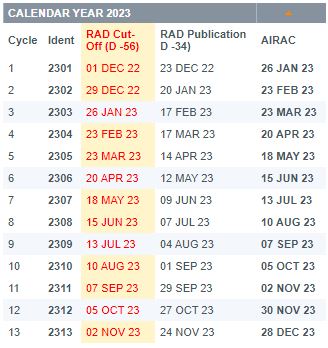 CALENDAR YEAR 2023
Cycle Ident RAD Cut-Off (D -56) RAD Publication D -34) AIRAC
1 2301 01 DEC 22 23 DEC 22 26 JAN 23
2 2302 29 DEC 22 20 JAN 23 23 FEB 23
3 2303 26 JAN 23 17 FEB 23 23 MAR 23
4 2304 23 FEB 23 17 MAR 23 20 APR 23
5 2305 23 MAR 23 14 APR 23 18 MAY 23
6 2306 20 APR 23 12 MAY 23 15 JUN 23
7 2307 18 MAY 23 09 JUN 23 13 JUL 23
8 2308 15 JUN 23 07 JUL 23 10 AUG 23
9 2309 13 JUL 23 04 AUG 23 07 SEP 23
10 2310 10 AUG 23 01 SEP 23 05 OCT 23
11 2311 07 SEP 23 29 SEP 23 02 NOV 23
12 2312 05 OCT 23 27 OCT 23 30 NOV 23
13 2313 02 NOV 23 24 NOV 23 28 DEC 23